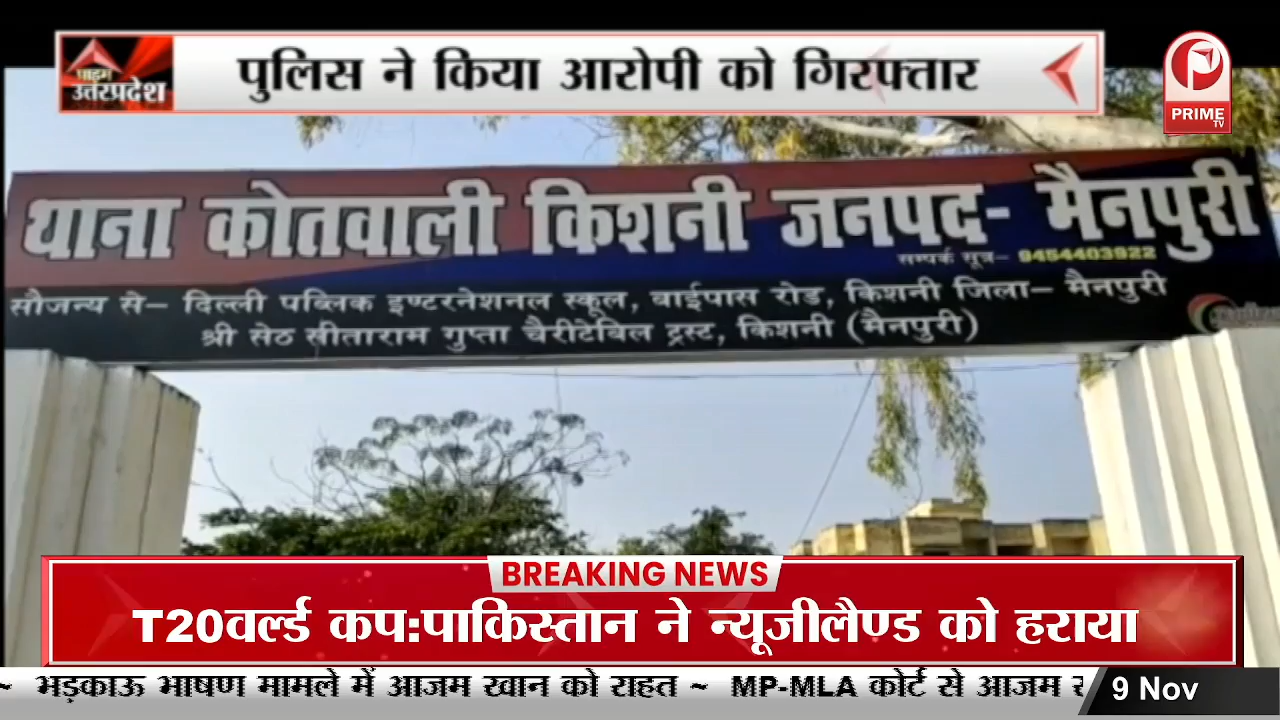 प्राइम
उत्तरप्रदेश
पुलिस ने किया आरोपी को गिरफ्तार
PRIME
TV
थाना कोतवाली किशनी जनपद- मैनपुरी
सम्पर्क सूत्र- 9454403922
सौजन्य से- दिल्ली पब्लिक इण्टरनेशनल स्कूल, बाईपास रोड, किशनी जिला- मैनपुरी
श्री सेठ सीताराम गुप्ता चैरीटेबिल ट्रस्ट, किशनी (मैनपुरी)
BREAKING NEWS
T20वर्ल्ड कप:पाकिस्तान ने न्यूजीलैण्ड को हराया
~ भड़काऊ भाषण मामले में आजम खान को राहत ~ MP-MLA कोर्ट से आजम
9 Nov